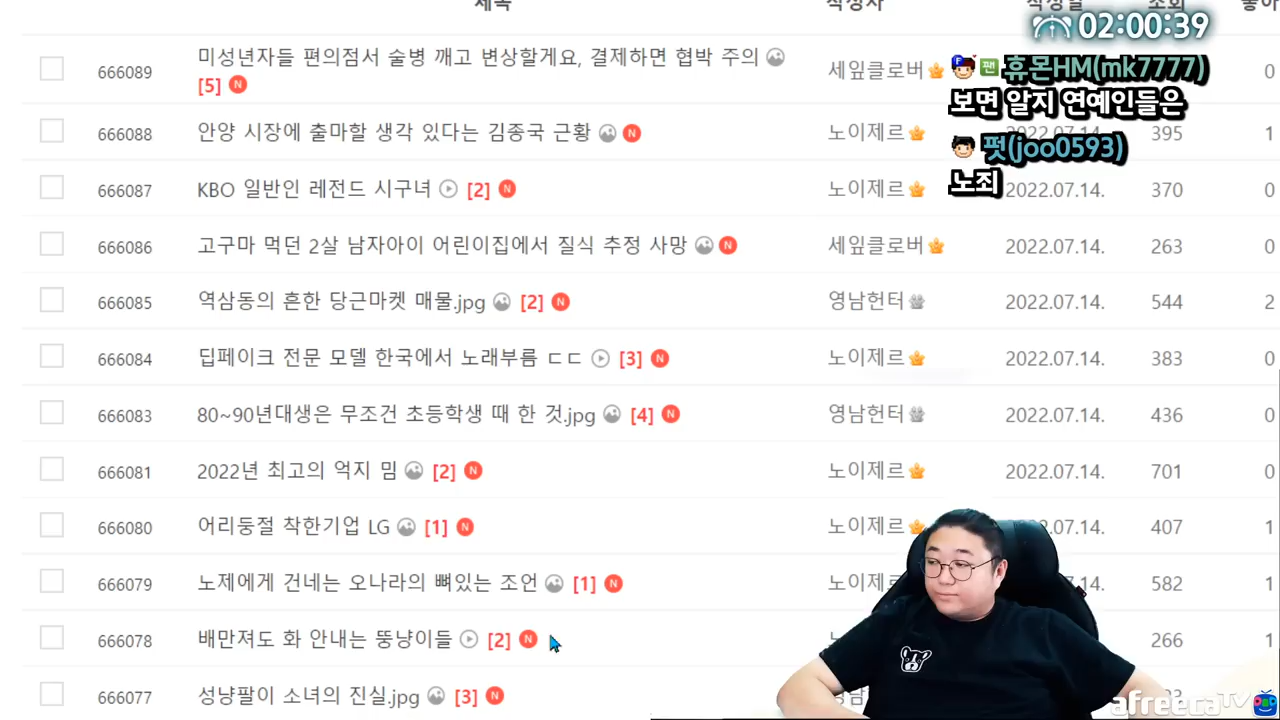 제목 작성자 작성일 조회 좋아
02:00:39
휴몬HM(mk7777)
보면 알지 연예인들은
펏(joo0593)
노죄
666089 미성년자들 편의점서 술병 깨고 변상할게요, 결제하면 협박 주의 세잎클로버 0
[5] N
666088 안양 시장에 출마할 생각 있다는 김종국 근황 N 노이제르 2022.07.14. 395 1
666087 KBO 일반인 레전드 시구녀 [2] N 노이제르 2022.07.14. 370 0
666086 고구마 먹던 2살 남자아이 어린이집에서 질식 추정 사망 N 세잎클로버 2022.07.14. 263 0
666085 역삼동의 흔한 당근마켓 매물.jpg [2] N 영남헌터 2022.07.14. 544 2
666084 딥페이크 전문 모델 한국에서 노래부름 ㄷㄷ [3] N 노이제르 2022.07.14. 383 0
666083 80~90년대생은 무조건 초등학생 때 한 것.jpg [4] N 영남헌터 2022.07.14. 436 0
666081 2022년 최고의 억지 밈 [2] N 노이제르 2022.07.14. 701 0
666080 어리둥절 착한기업 LG [1] N 노이제르 07.14. 407 1
666079 노제에게 건네는 오나라의 뼈있는 조언 [1] N 노이제 7.14. 582 1
666078 배만져도 화 안내는 뚱냥이들 [2] N 266 1
666077 성냥팔이 소녀의 진실.jpg [3] N
afreecaTV